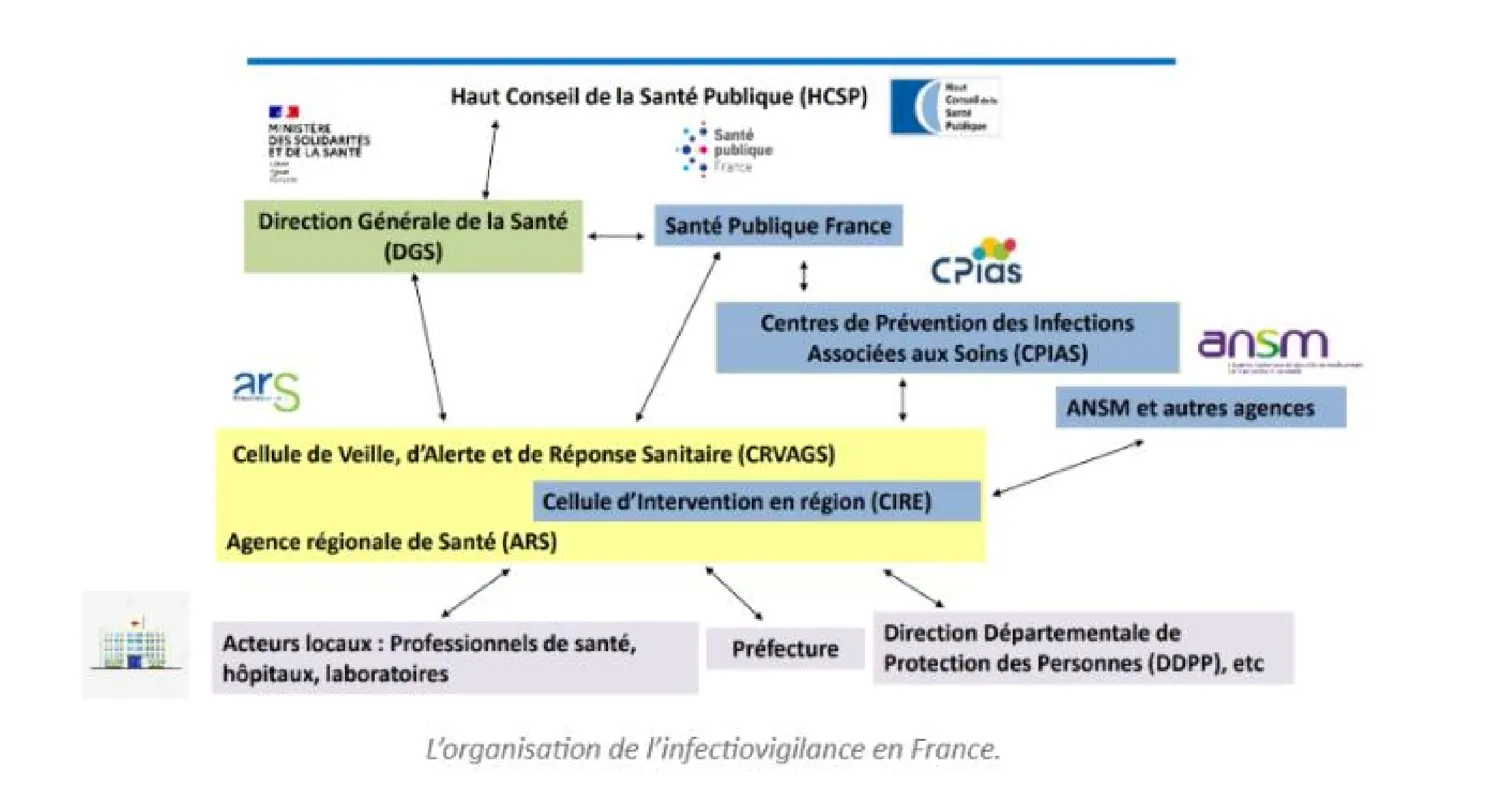 Haut Conseil de la Santé Publique (HCSP)
Haut
Conseil de la
Santé
Publique
MINISTÈRE
DES SOLIDARITÉS
ET DE LA SANTÉ
Santé
publique
France
Direction Générale de la Santé
(DGS)
Santé Publique France
CPias
Centres de Prévention des Infections
Associées aux Soins (CPIAS)
ansm
ars
ANSM et autres agences
Cellule de Veille, d’Alerte et de Réponse Sanitaire (CRVAGS)
Cellule d’Intervention en région (CIRE)
Agence régionale de Santé (ARS)
Acteurs locaux : Professionnels de santé,
hôpitaux, laboratoires
Préfecture
Direction Départementale de
Protection des Personnes (DDPP), etc
L’organisation de l’infectiovigilance en France.